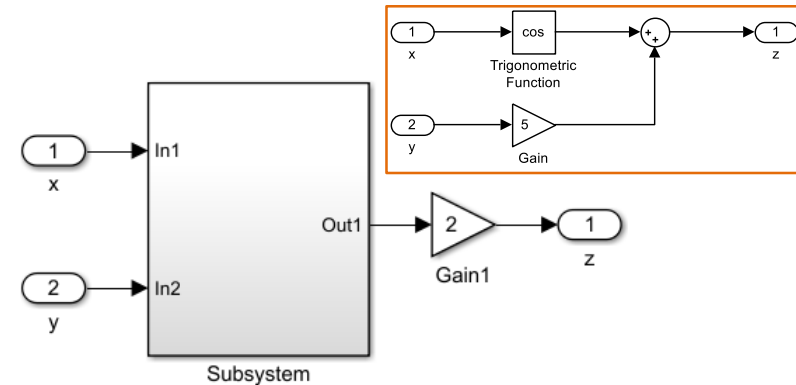 1
x
cos
Trigonometric
Function
++
1
z
2
y
5
Gain
1
x
In1
2
y
In2
Out1
Subsystem
2
Gain1
1
z